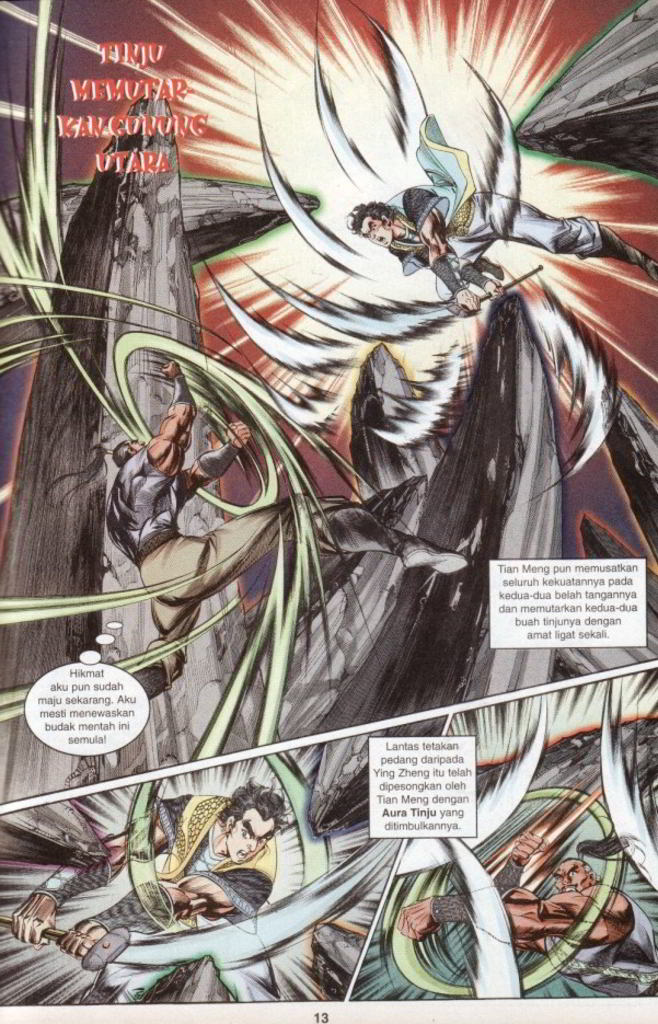 TINJU
MEMUTAR-
KAN GUNUNG
UTARA
Tian Meng pun memusatkan
seluruh kekuatannya pada
kedua-dua belah tangannya
dan memutarkan kedua-dua
buah tinjunya dengan
amat ligat sekali.
Hikmat
aku pun sudah
maju sekarang. Aku
mesti menewaskan
budak mentah ini
semula!
Lantas tetakan
pedang daripada
Ying Zheng itu telah
dipesongkan oleh
Tian Meng dengan
Aura Tinju yang
ditimbulkannya.
13